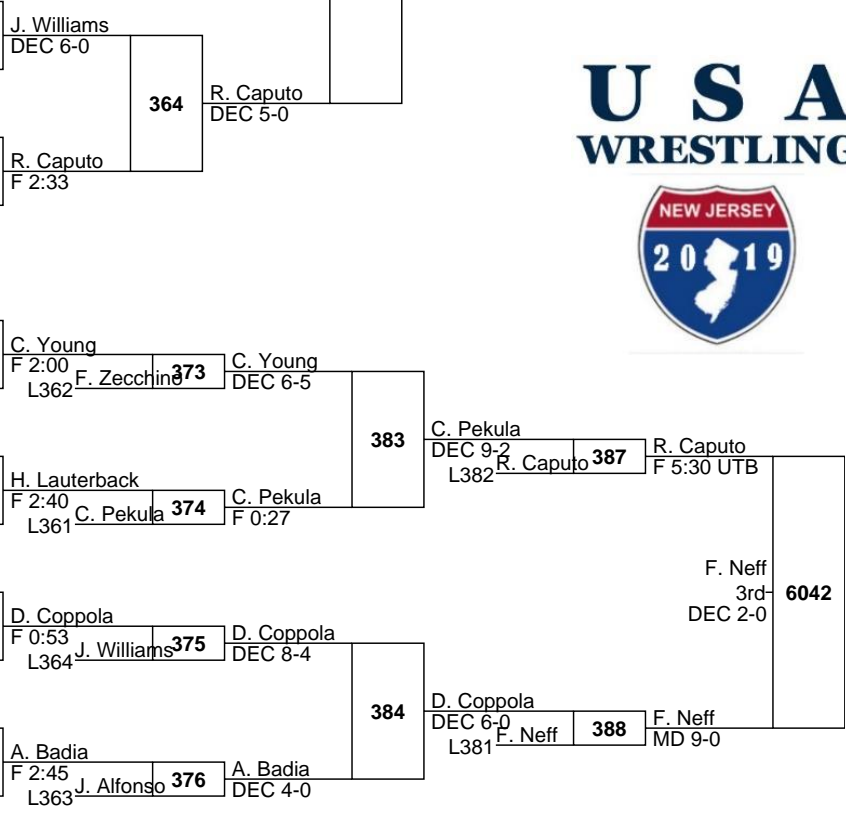 J. Williams
DEC 6-0
364
R. Caputo
DEC 5-0
R. Caputo
F 2:33
U S A
WRESTLING
NEW JERSEY
20 19
C. Young
F 2:00
L362 F. Zecchino
373
C. Young
DEC 6-5
383
H. Lauterback
F 2:40
L361 C. Pekula
374
C. Pekula
F 0:27
C. Pekula
DEC 9-2
L382 R. Caputo
387
R. Caputo
F 5:30 UTB
F. Neff
3rd
DEC 2-0
6042
D. Coppola
F 0:53
L364 J. Williams
375
D. Coppola
DEC 8-4
384
A. Badia
F 2:45
L363 J. Alfonso
376
A. Badia
DEC 4-0
D. Coppola
DEC 6-0
L381 F. Neff
388
F. Neff
MD 9-0